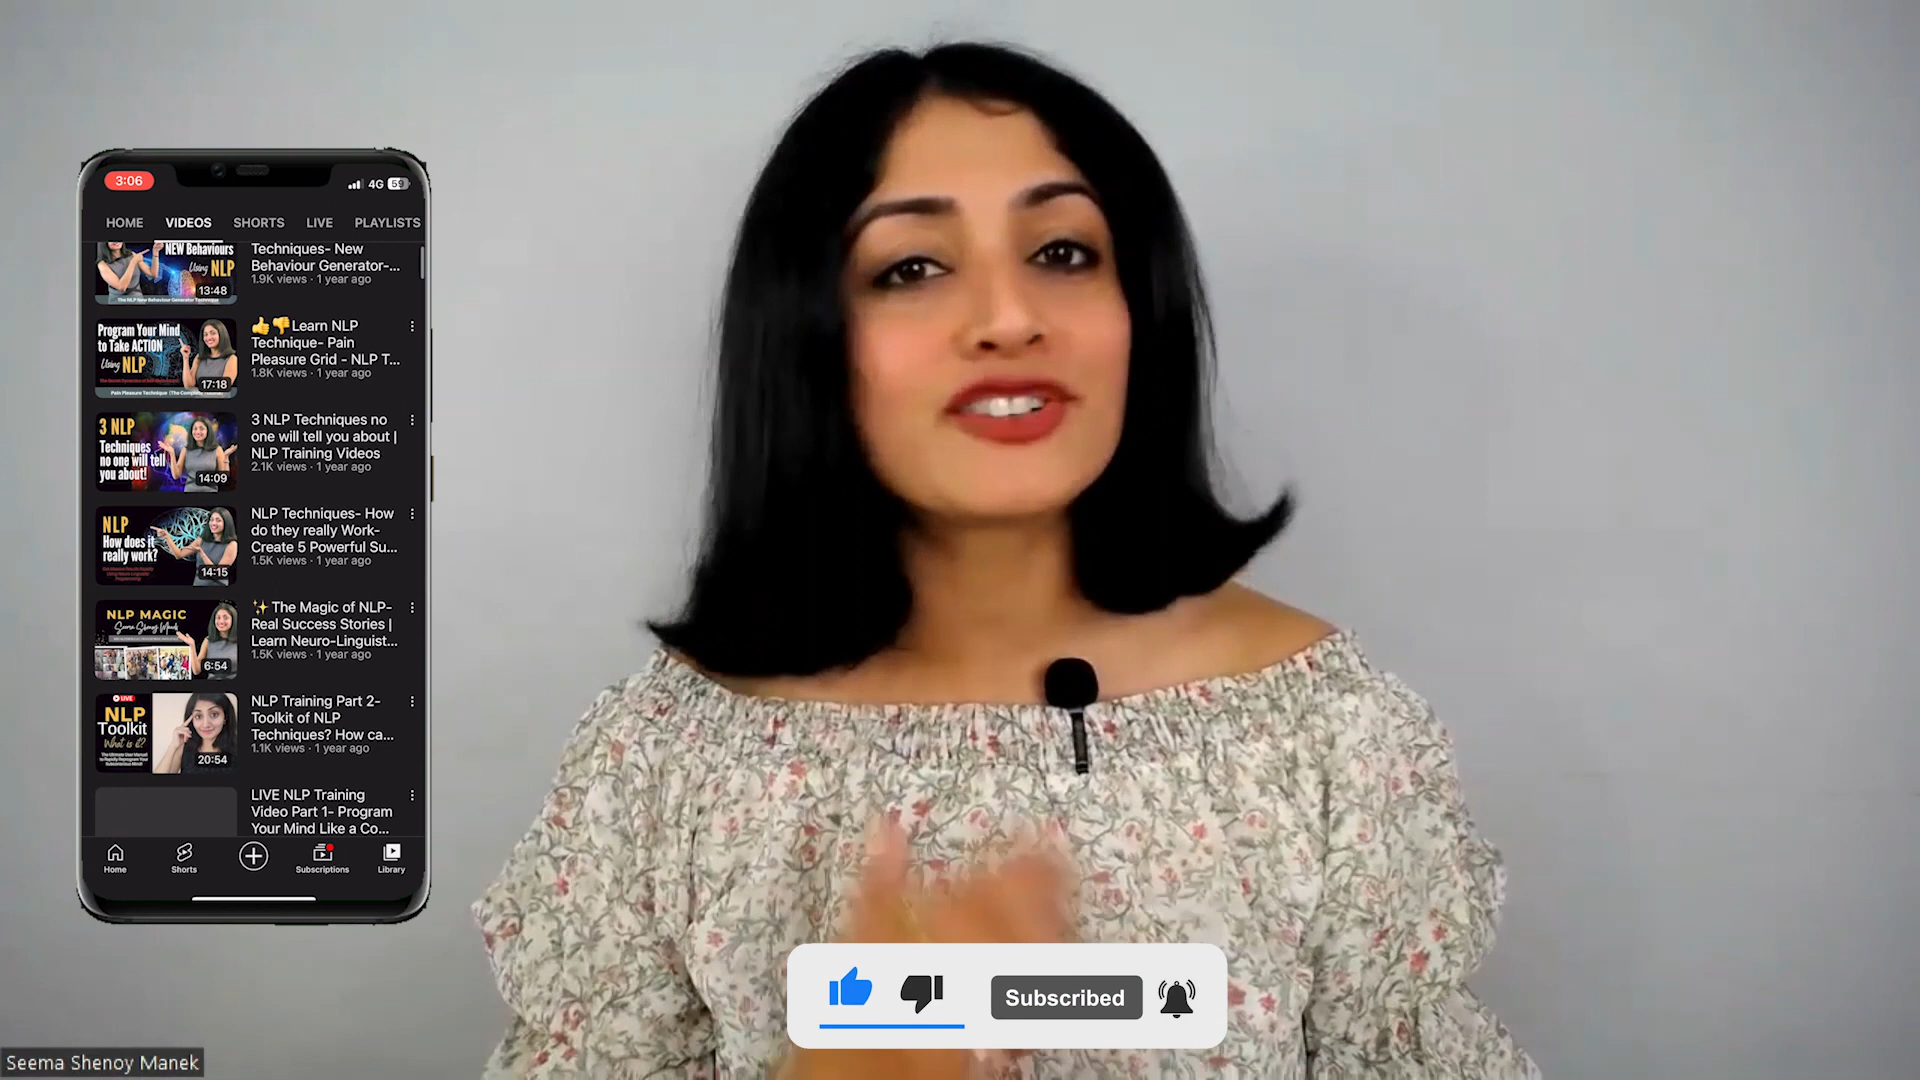 3:06
4G 59
HOME VIDEOS SHORTS LIVE PLAYLISTS
NEW Behaviours
Using NLP
13:48
The NLP New Behaviour Generator Technique
Techniques- New
Behaviour Generator-...
1.9K views · 1 year ago
Program Your Mind
to Take ACTION
Using NLP
17:18
👍👎Learn NLP
Technique- Pain
Pleasure Grid - NLP T...
1.8K views · 1 year ago
3 NLP
Techniques
no one will tell
you about!
14:09
3 NLP Techniques no
one will tell you about |
NLP Training Videos
2.1K views · 1 year ago
NLP
How does it
really work?
14:15
NLP Techniques- How
do they really Work-
Create 5 Powerful Su...
1.5K views · 1 year ago
NLP MAGIC
6:54
✨The Magic of NLP-
Real Success Stories |
Learn Neuro-Linguist...
1.5K views · 1 year ago
LIVE
NLP
Toolkit
What is it?
20:54
NLP Training Part 2-
Toolkit of NLP
Techniques? How ca...
1.1K views · 1 year ago
LIVE NLP Training
Video Part 1- Program
Your Mind Like a Co...
Home
Shorts
Subscriptions
Library
Subscribed
Seema Shenoy Manek